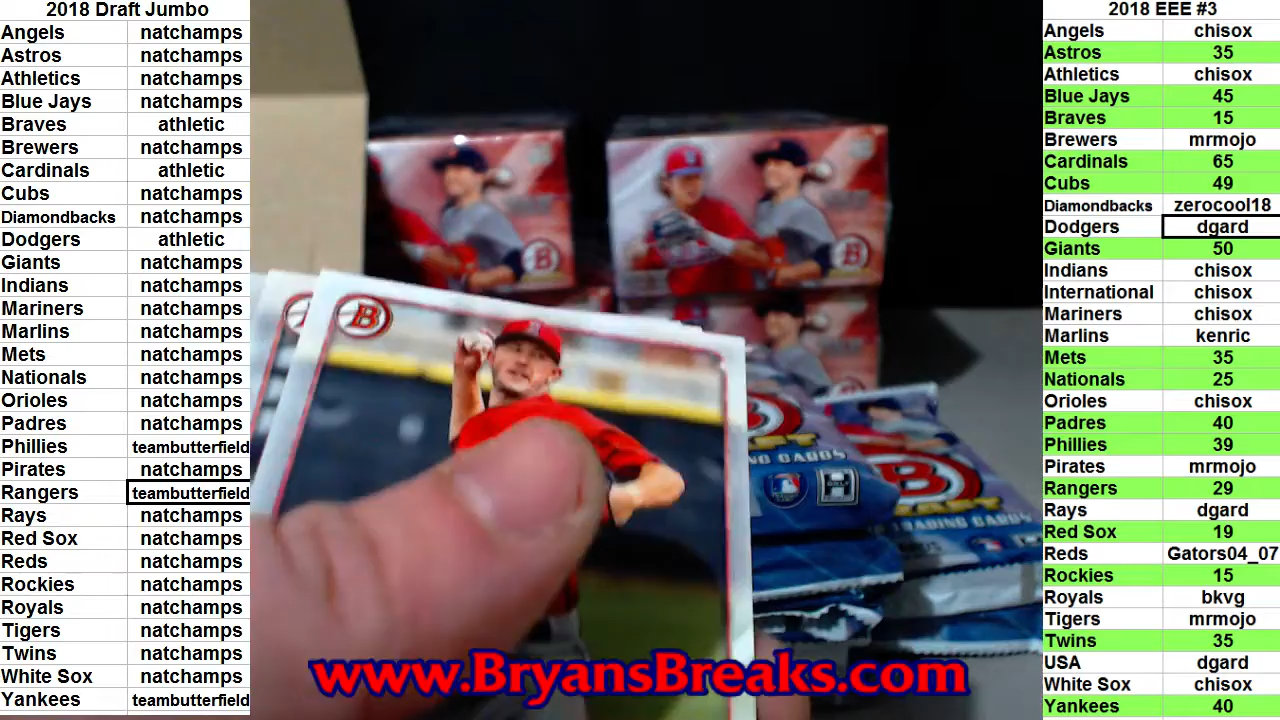 2018 Draft Jumbo
Angels natchamps
Astros natchamps
Athletics natchamps
Blue Jays natchamps
Braves athletic
Brewers natchamps
Cardinals athletic
Cubs natchamps
Diamondbacks natchamps
Dodgers athletic
Giants natchamps
Indians natchamps
Mariners natchamps
Marlins natchamps
Mets natchamps
Nationals natchamps
Orioles natchamps
Padres natchamps
Phillies teambutterfield
Pirates natchamps
Rangers teambutterfield
Rays natchamps
Red Sox natchamps
Reds natchamps
Rockies natchamps
Royals natchamps
Tigers natchamps
Twins natchamps
White Sox natchamps
Yankees teambutterfield
B
B
B
www.BryansBreaks.com
2018 EEE #3
Angels chisox
Astros 35
Athletics chisox
Blue Jays 45
Braves 15
Brewers mrmojo
Cardinals 65
Cubs 49
Diamondbacks zerocool18
Dodgers dgard
Giants 50
Indians chisox
International chisox
Mariners chisox
Marlins kenric
Mets 35
Nationals 25
Orioles chisox
Padres 40
Phillies 39
Pirates mrmojo
Rangers 29
Rays dgard
Red Sox 19
Reds Gators04_07
Rockies 15
Royals bkvg
Tigers mrmojo
Twins 35
USA dgard
White Sox chisox
Yankees 40